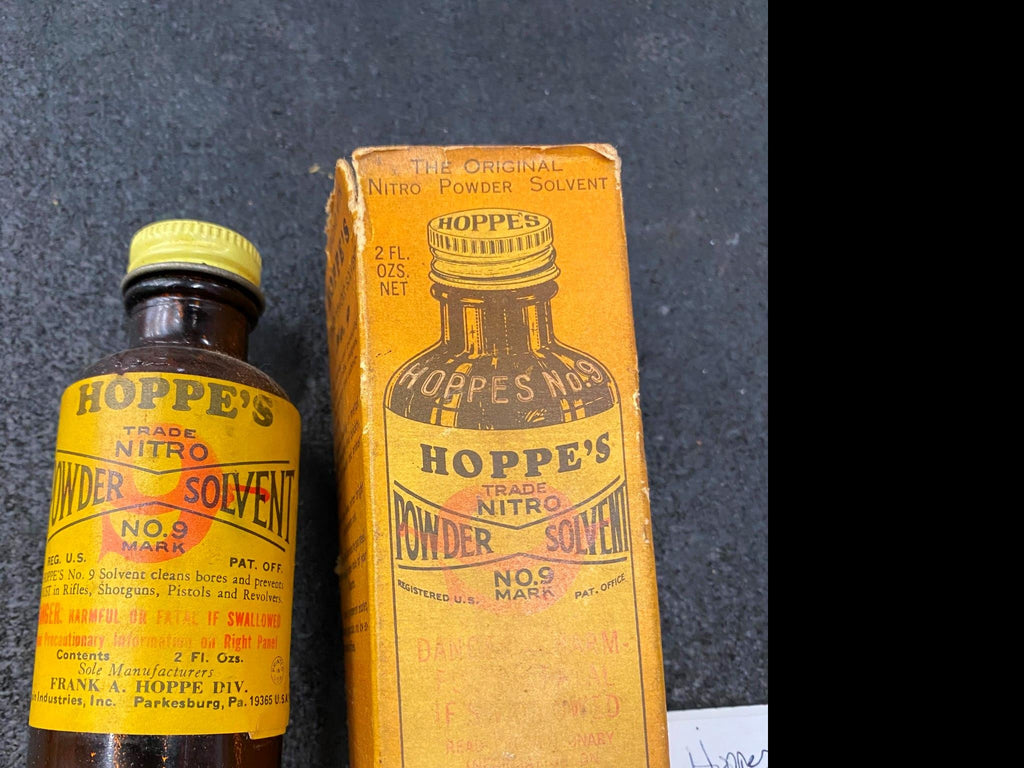 HOPPE'S
TRADE
NITRO
POWDER SOLVENT
NO.9
MARK
REG. U.S. PAT. OFF.
HOPPE'S No. 9 Solvent cleans bores and prevents
in Rifles, Shotguns, Pistols and Revolvers.
HARMFUL OR FATAL IF SWALLOWED
Precautionary Information on Right Panel
Contents 2 Fl. Ozs.
Sole Manufacturers
FRANK A. HOPPE DIV.
Industries, Inc. Parkesburg, Pa. 19365 U.S.A
THE ORIGINAL
NITRO POWDER SOLVENT
HOPPE'S
2 FL.
OZS.
NET
HOPPES No.9
HOPPE'S
TRADE
NITRO
POWDER SOLVENT
NO.9
MARK
REGISTERED U.S. PAT. OFFICE